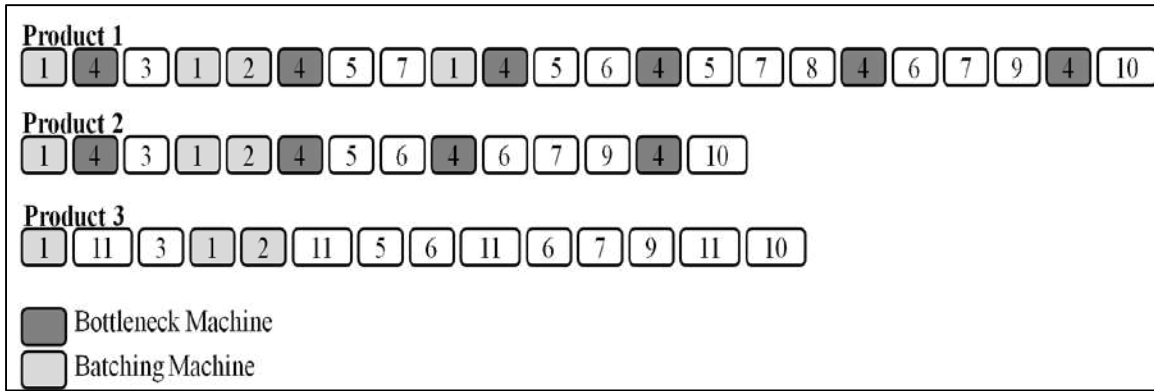 Product 1
1 4 3 1 2 4 5 7 1 4 5 6 4 5 7 8 4 6 7 9 4 10
Product 2
1 4 3 1 2 4 5 6 4 6 7 9 4 10
Product 3
1 11 3 1 2 11 5 6 11 6 7 9 11 10
Bottleneck Machine
Batching Machine